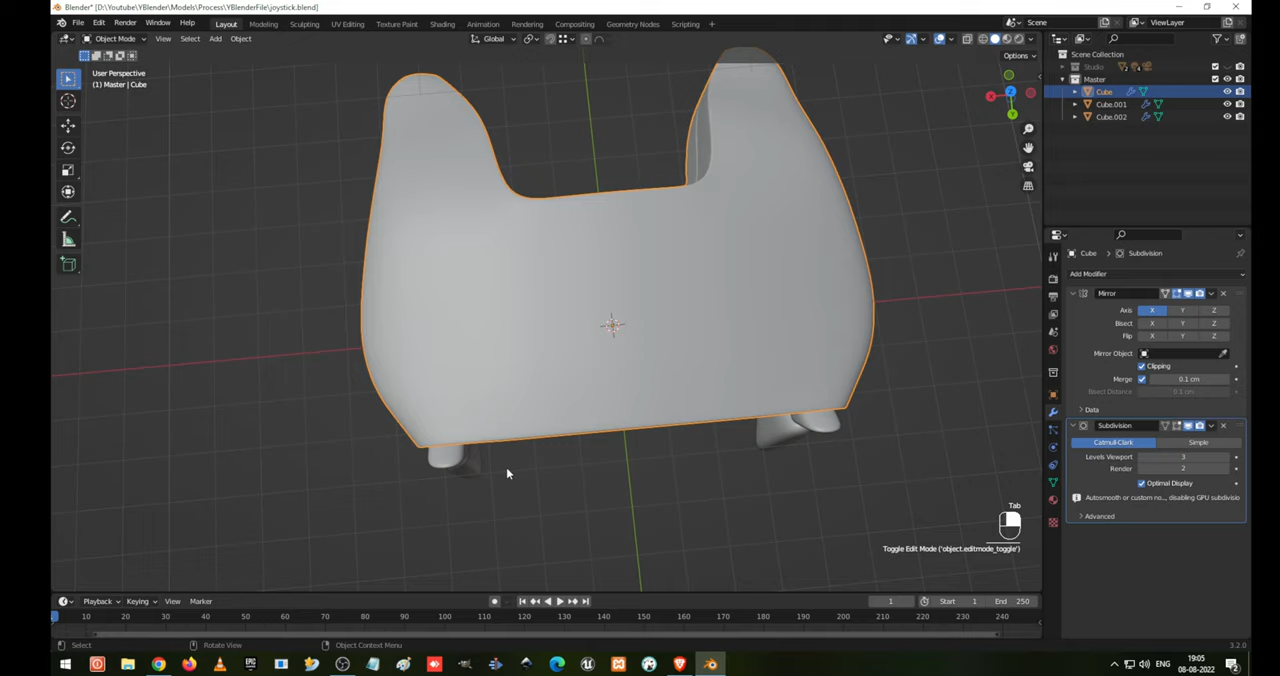 Blender* [D:\Youtube\YBlenderFile\Models\Process\YBlenderFile\joystick.blend]
File Edit Render Window Help Layout Modeling Sculpting UV Editing Texture Paint Shading Animation Rendering Compositing Geometry Nodes Scripting + Scene ViewLayer
Object Mode View Select Add Object Global
Options
User Perspective
(1) Master | Cube
X
Y
Z
Scene Collection
Studio
Master
Cube
Cube.001
Cube.002
Cube > Subdivision
Add Modifier
Mirror
Axis X Y Z
Bisect X Y Z
Flip X Y Z
Mirror Object
Clipping
Merge 0.1 cm
Bisect Distance 0.1 cm
Data
Subdivision
Catmull-Clark Simple
Levels Viewport 3
Render 2
Optimal Display
Autosmooth or custom no..., disabling GPU subdivisio
Advanced
Tab
Toggle Edit Mode ('object.editmode_toggle')
Playback Keying View Marker 1 Start 1 End 250
10 20 30 40 50 60 70 80 90 100 110 120 130 140 150 160 170 180 190 200 210 220 230 240
Select Rotate View Object Context Menu 3.2.0
ENG 19:05
08-08-2022 2